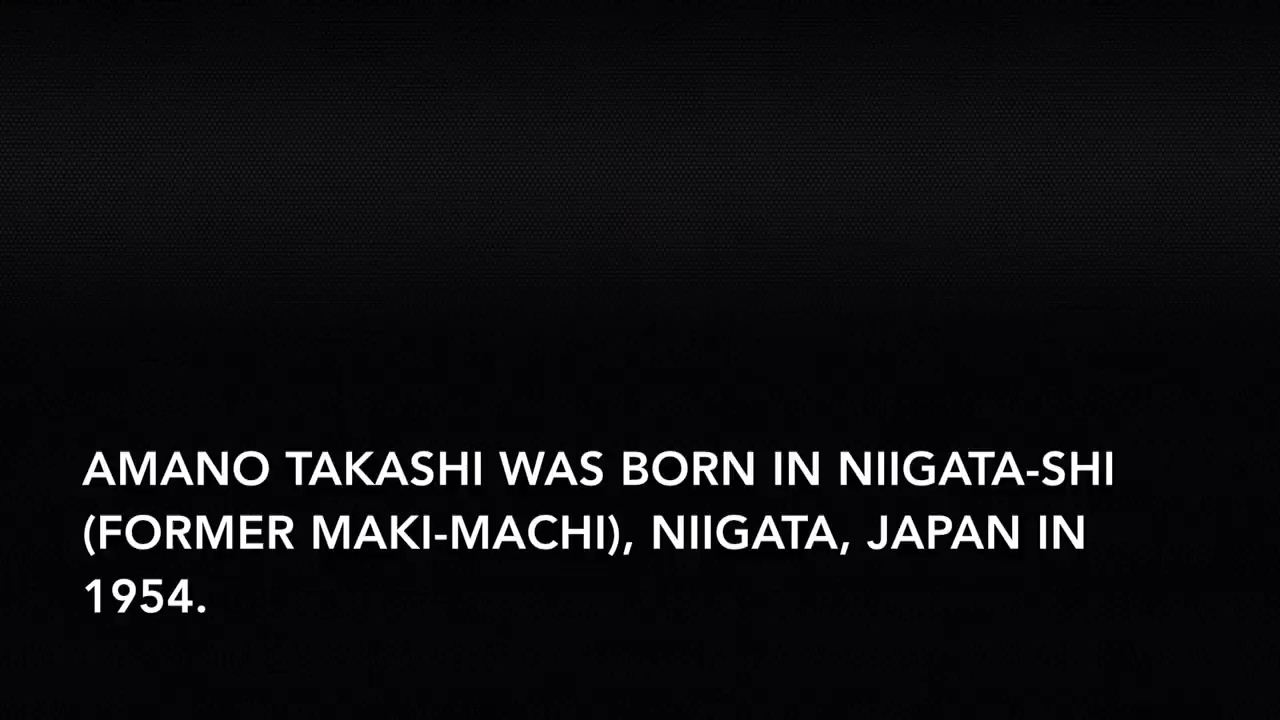 AMANO TAKASHI WAS BORN IN NIIGATA-SHI
(FORMER MAKI-MACHI), NIIGATA, JAPAN IN
1954.